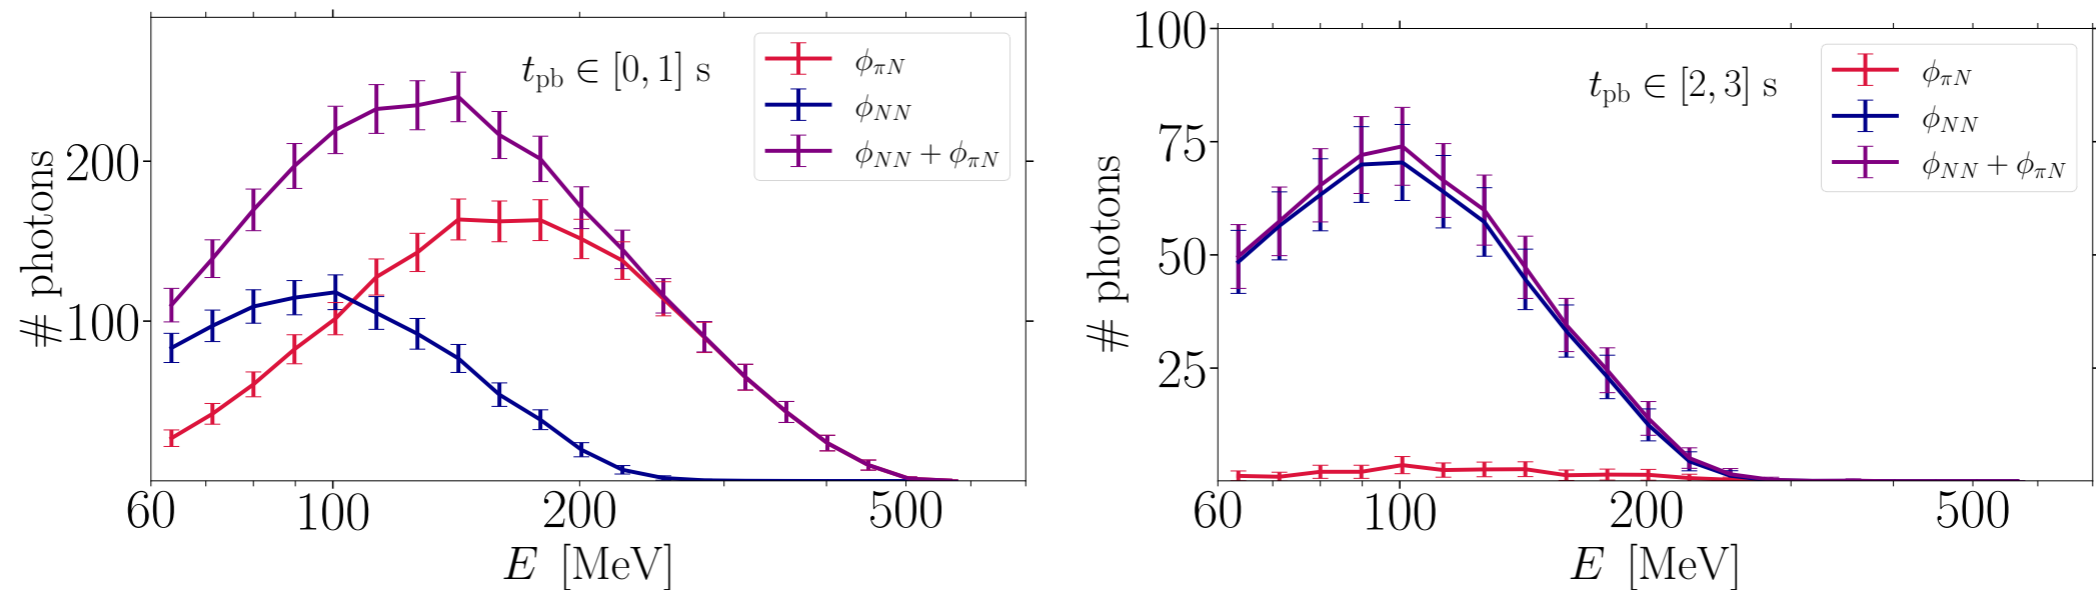 # photons
200
100
60 100 200 500
E [MeV]
t_pb ∈ [0, 1] s
ϕ_πN
ϕ_NN
ϕ_NN + ϕ_πN
# photons
100
75
50
25
60 100 200 500
E [MeV]
t_pb ∈ [2, 3] s
ϕ_πN
ϕ_NN
ϕ_NN + ϕ_πN